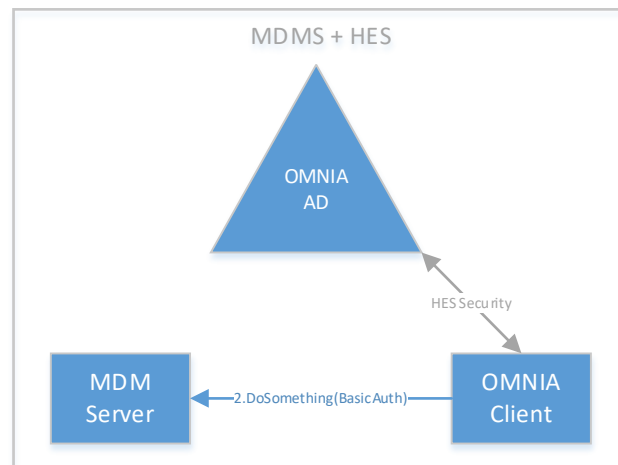 MDMS + HES
OMNIA
AD
HES Security
MDM
Server
2.DoSomething(BasicAuth)
OMNIA
Client